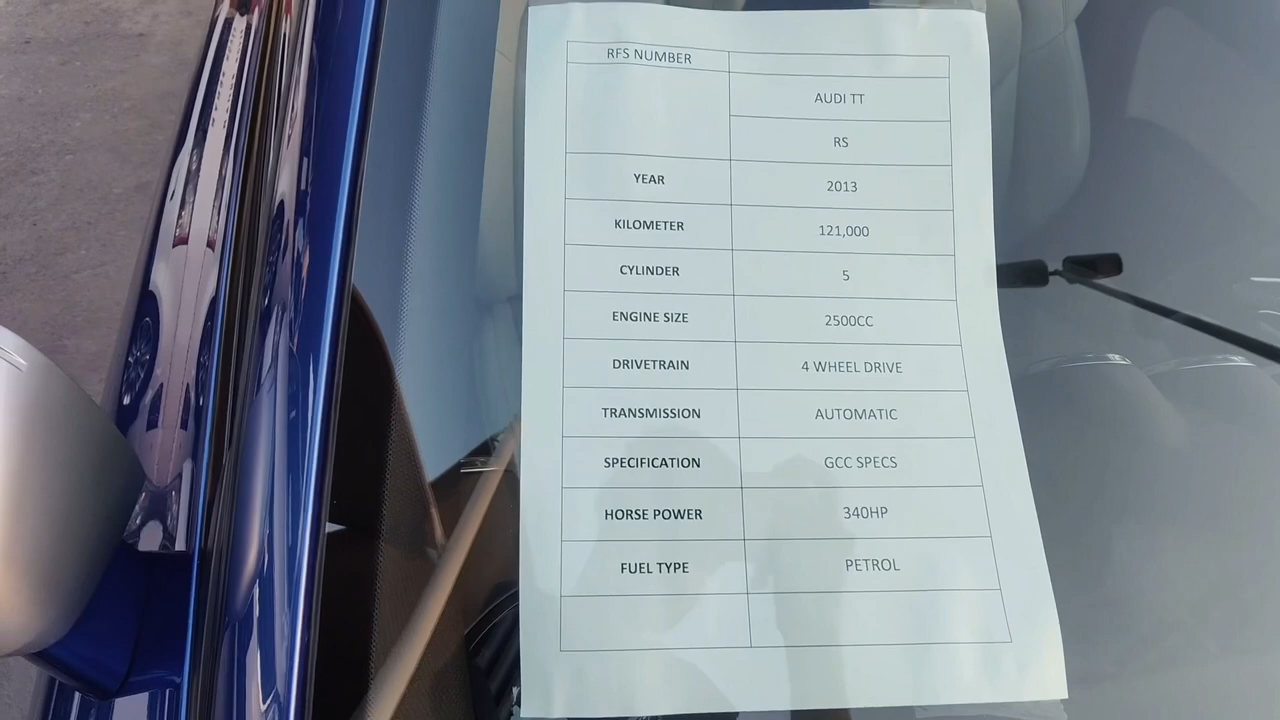 RFS NUMBER
AUDI TT
RS
YEAR 2013
KILOMETER 121,000
CYLINDER 5
ENGINE SIZE 2500CC
DRIVETRAIN 4 WHEEL DRIVE
TRANSMISSION AUTOMATIC
SPECIFICATION GCC SPECS
HORSE POWER 340HP
FUEL TYPE PETROL